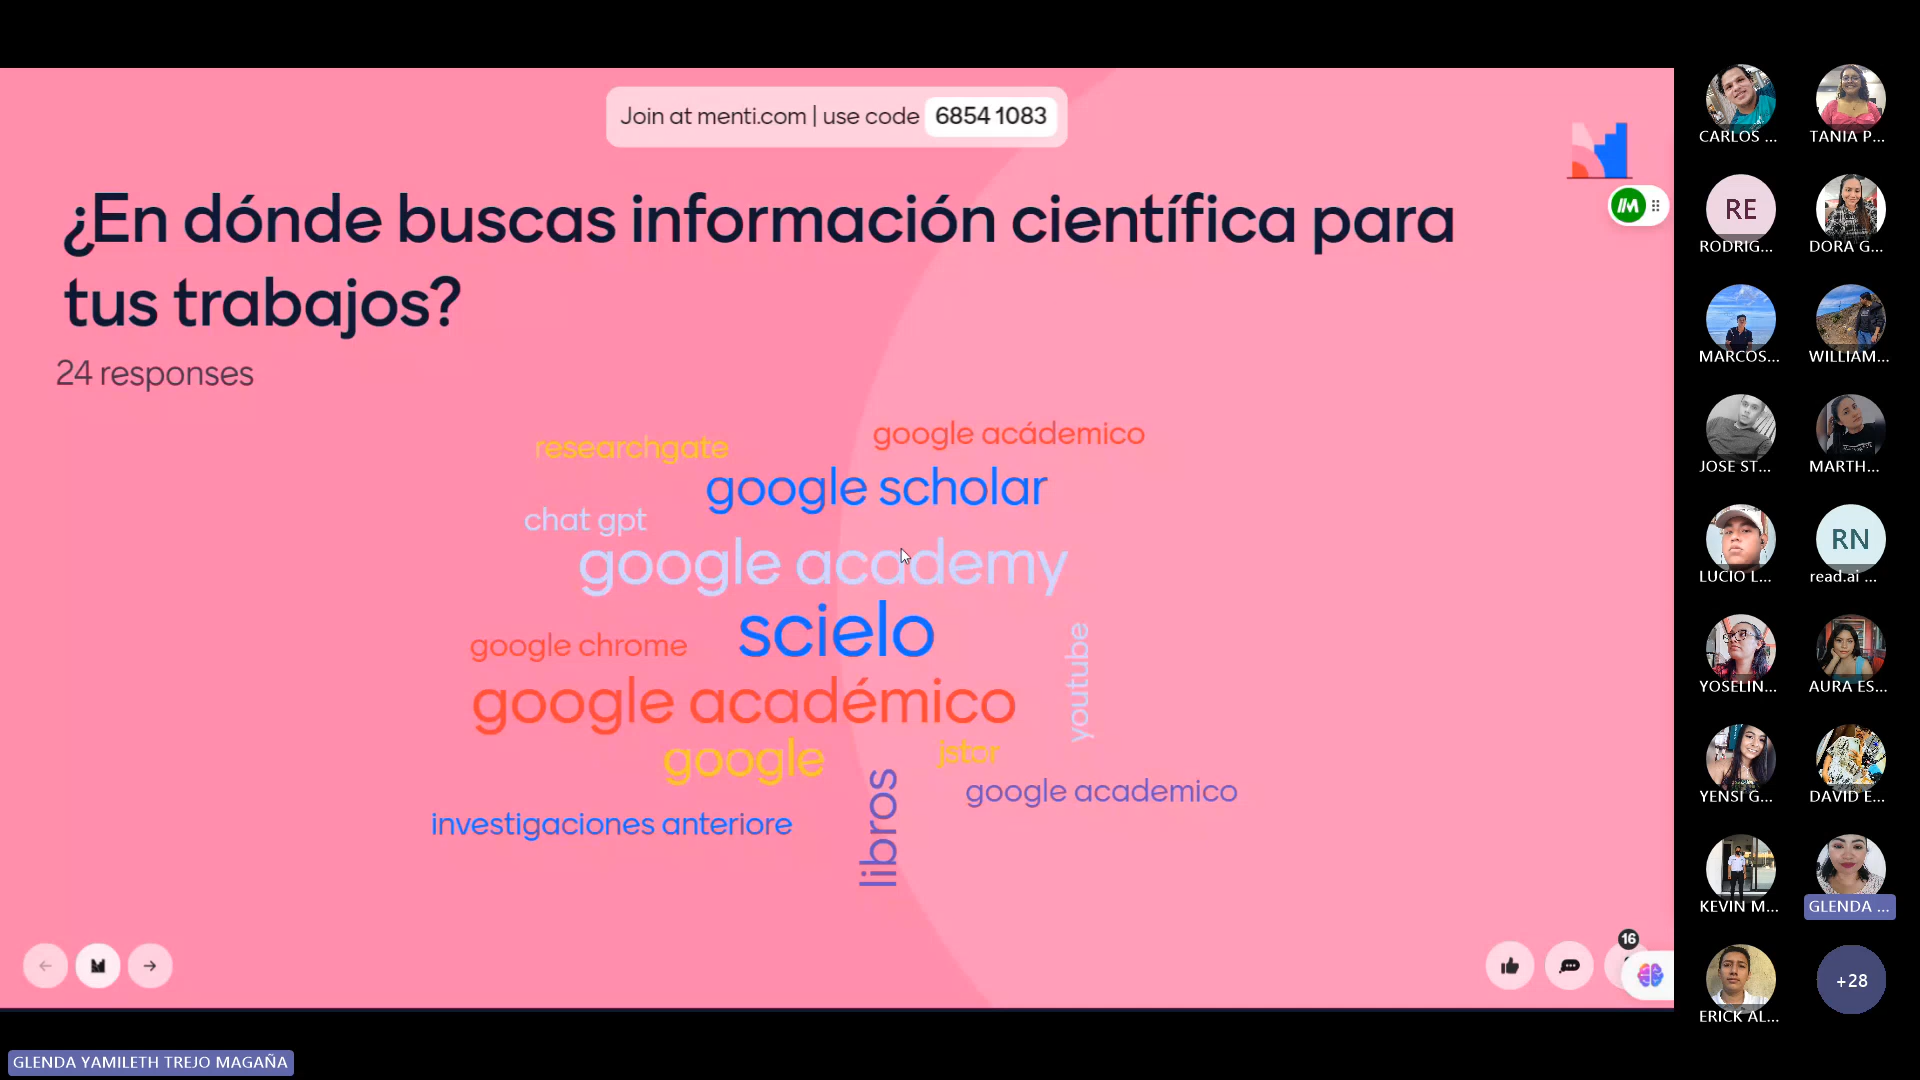 Join at menti.com | use code 6854 1083
¿En dónde buscas información científica para
tus trabajos?
24 responses
researchgate
google acádemico
google scholar
chat gpt
google academy
scielo
google chrome
youtube
google académico
google
jstor
libros
google academico
investigaciones anteriore
16
CARLOS ...
TANIA P...
RE
RODRIG...
DORA G...
MARCOS...
WILLIAM...
JOSE ST...
MARTH...
LUCIO L...
RN
read.ai ...
YOSELIN...
AURA ES...
YENSI G...
DAVID E...
KEVIN M...
GLENDA ...
ERICK AL...
+28
GLENDA YAMILETH TREJO MAGAÑA